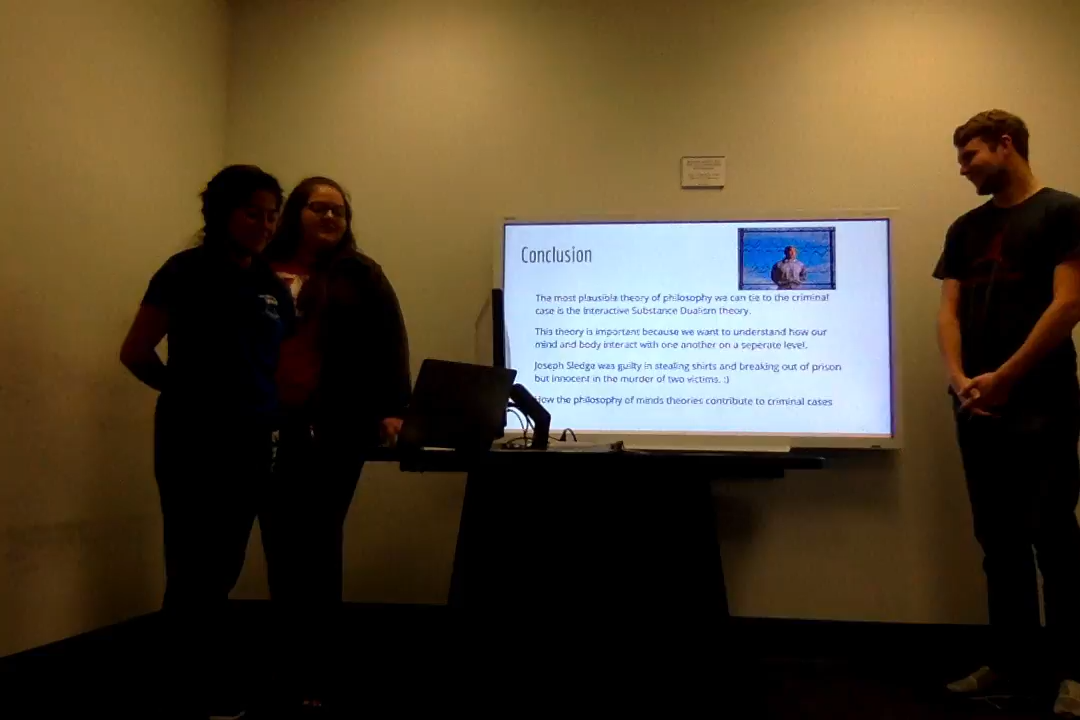 Conclusion
The most plausible theory of philosophy we can tie to the criminal
case is the Interactive Substance Dualism theory.
This theory is important because we want to understand how our
mind and body interact with one another on a seperate level.
Joseph Sledge was guilty in stealing shirts and breaking out of prison
but innocent in the murder of two victims. :)
How the philosophy of minds theories contribute to criminal cases